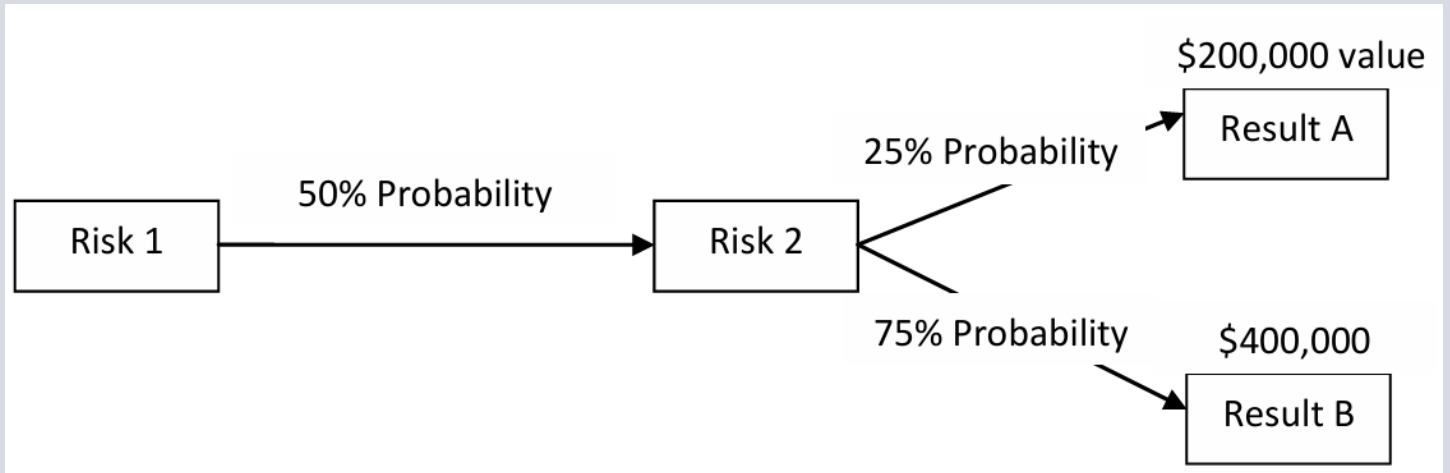 $200,000 value
Result A
25% Probability
50% Probability
Risk 1
Risk 2
75% Probability
$400,000
Result B